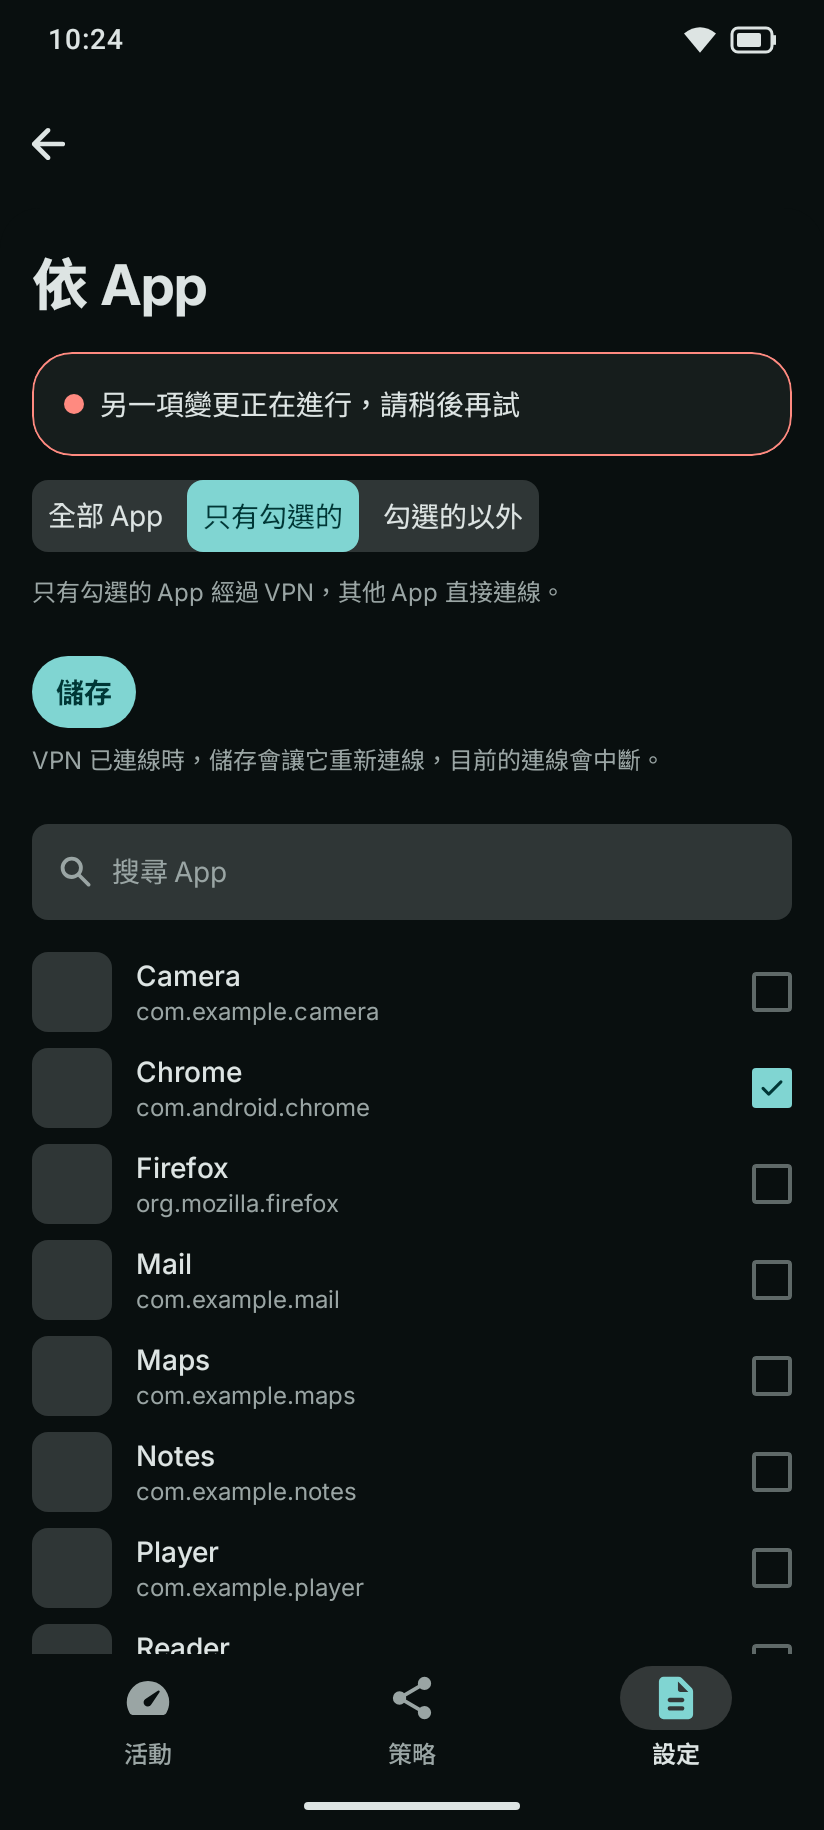 10:24
依 App
另一項變更正在進行，請稍後再試
全部 App
只有勾選的
勾選的以外
只有勾選的 App 經過 VPN，其他 App 直接連線。
儲存
VPN 已連線時，儲存會讓它重新連線，目前的連線會中斷。
搜尋 App
Camera
com.example.camera
Chrome
com.android.chrome
Firefox
org.mozilla.firefox
Mail
com.example.mail
Maps
com.example.maps
Notes
com.example.notes
Player
com.example.player
Reader
活動
策略
設定